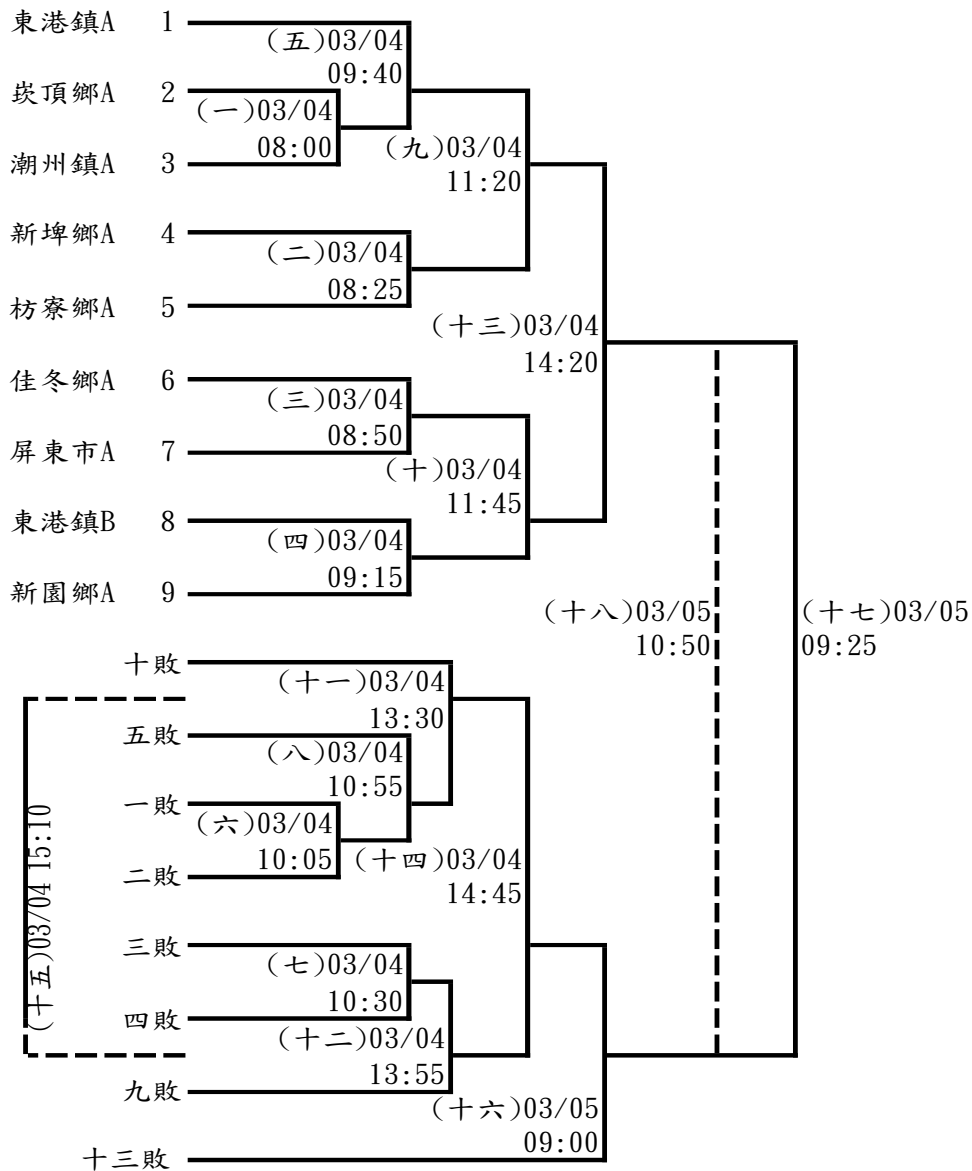 東港鎮A 1
(五)03/04
09:40
崁頂鄉A 2
(一)03/04
08:00
潮州鎮A 3
(九)03/04
11:20
新埤鄉A 4
(二)03/04
08:25
枋寮鄉A 5
(十三)03/04
14:20
佳冬鄉A 6
(三)03/04
08:50
屏東市A 7
(十)03/04
11:45
東港鎮B 8
(四)03/04
09:15
新園鄉A 9
(十八)03/05
10:50
(十七)03/05
09:25
十敗
(十一)03/04
13:30
五敗
(八)03/04
10:55
一敗
(六)03/04
10:05
二敗
(十四)03/04
14:45
(十五)03/04 15:10
三敗
(七)03/04
10:30
四敗
(十二)03/04
13:55
九敗
(十六)03/05
09:00
十三敗